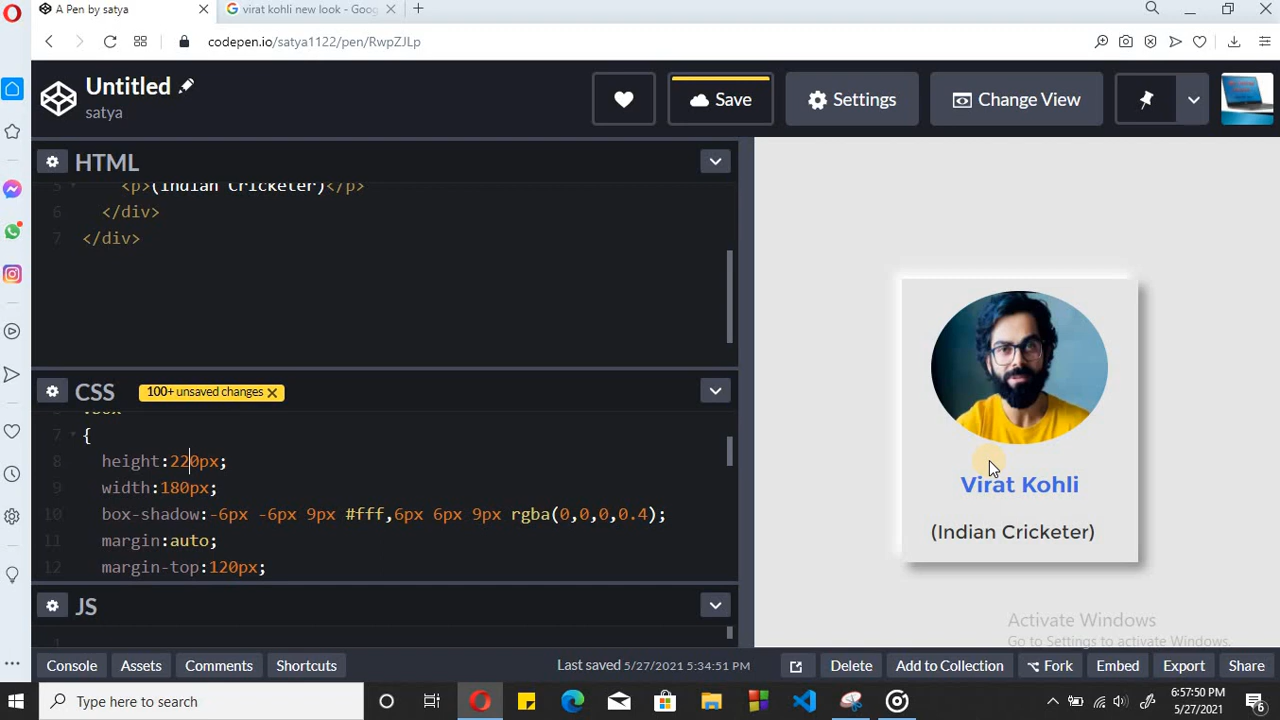 A Pen by satya
virat kohli new look - Goog
codepen.io/satya1122/pen/RwpZJLp
Untitled
satya
Save
Settings
Change View
HTML
5 <p>(Indian Cricketer)</p>
6 </div>
7 </div>
CSS
100+ unsaved changes
.box
7 {
8 height:220px;
9 width:180px;
10 box-shadow:-6px -6px 9px #fff,6px 6px 9px rgba(0,0,0,0.4);
11 margin:auto;
12 margin-top:120px;
JS
1
Virat Kohli
(Indian Cricketer)
Activate Windows
Go to Settings to activate Windows.
Console
Assets
Comments
Shortcuts
Last saved 5/27/2021 5:34:51 PM
Delete
Add to Collection
Fork
Embed
Export
Share
Type here to search
6:57:50 PM
5/27/2021
6